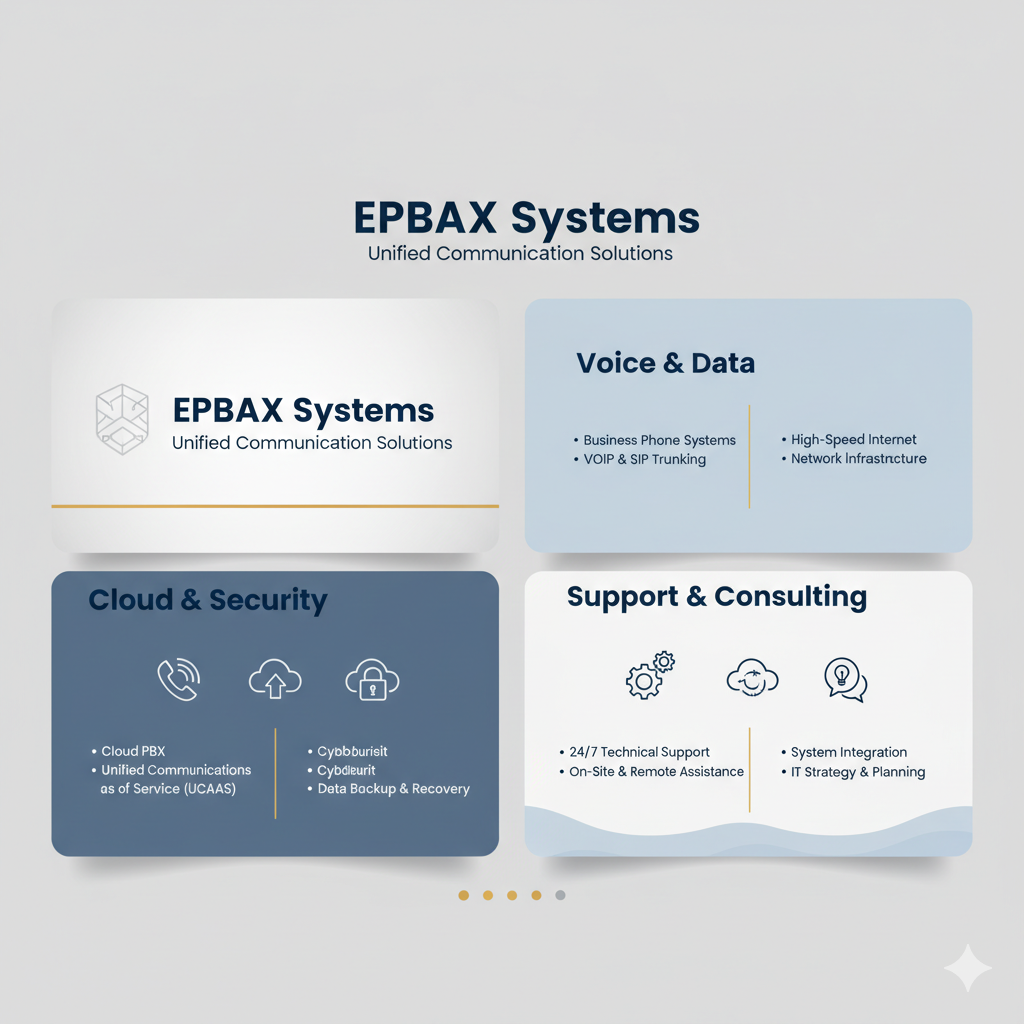 EPBAX Systems
Unified Communication Solutions
EPBAX Systems
Unified Communication Solutions
Voice & Data
• Business Phone Systems
• VOIP & SIP Trunking
• High-Speed Internet
• Network Infrastrcture
Cloud & Security
• Cloud PBX
• Unified Communications
as of Service (UCAAS)
• Cybbburisit
• Cybdleurit
• Deta Bockup & Recovery
Support & Consulting
• 24/7 Technical Support
• On-Site & Remote Assistance
• System Integration
• IT Strategy & Planning